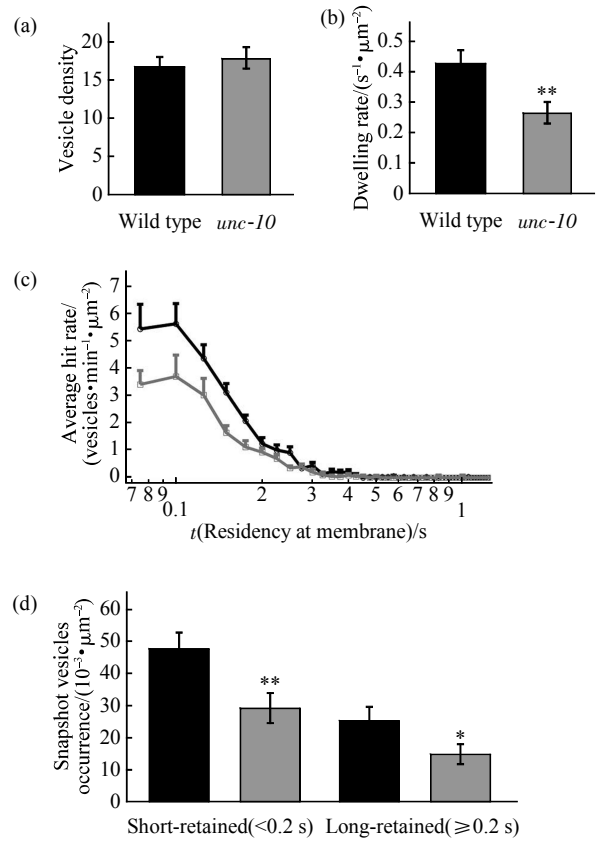 (a)
Vesicle density
20
15
10
5
0
Wild type unc-10
(b)
Dwelling rate/(s⁻¹•μm⁻²)
0.5
0.4
0.3
0.2
0.1
0
**
Wild type unc-10
(c)
Average hit rate/
(vesicles•min⁻¹•μm⁻²)
7
6
5
4
3
2
1
0
7 8 9 0.1 2 3 4 5 6 7 8 9 1
t(Residency at membrane)/s
(d)
Snapshot vesicles
occurrence/(10⁻³•μm⁻²)
60
50
40
30
20
10
0
**
*
Short-retained(<0.2 s) Long-retained(⩾0.2 s)